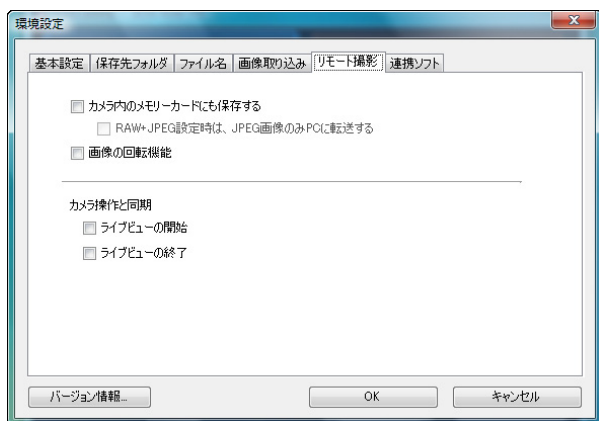 環境設定
基本設定 保存先フォルダ ファイル名 画像取り込み リモート撮影 連携ソフト
カメラ内のメモリーカードにも保存する
RAW+JPEG設定時は、JPEG画像のみPCに転送する
画像の回転機能
カメラ操作と同期
ライブビューの開始
ライブビューの終了
バージョン情報... OK キャンセル